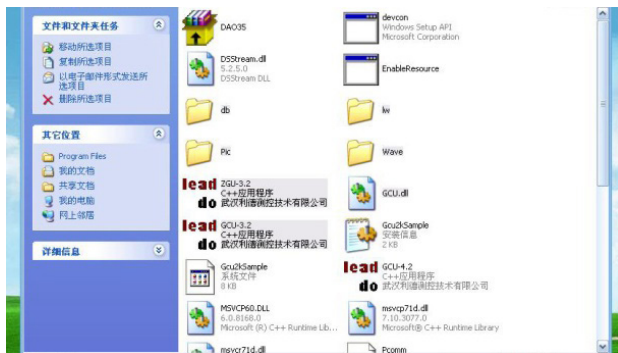 文件和文件夹任务
移动所选项目
复制所选项目
以电子邮件形式发送所
选项目
删除所选项目
其它位置
Program Files
我的文档
共享文档
我的电脑
网上邻居
详细信息
DAO35
devcon
Windows Setup API
Microsoft Corporation
DSStream.dll
5.2.5.0
DSStream DLL
EnableResource
db
lw
Pic
Wave
lead
do
ZGU-3.2
C++应用程序
武汉利德测控技术有限公司
GCU.dll
lead
do
GCU-3.2
C++应用程序
武汉利德测控技术有限公司
Gcu2kSample
安装信息
2 KB
Gcu2kSample
系统文件
8 KB
lead
do
GCU-4.2
C++应用程序
武汉利德测控技术有限公司
MSVCP60.DLL
6.0.8168.0
Microsoft (R) C++ Runtime Lib...
msvcp71d.dll
7.10.3077.0
Microsoft® C++ Runtime Library
msvcr71d.dll
Pcomm